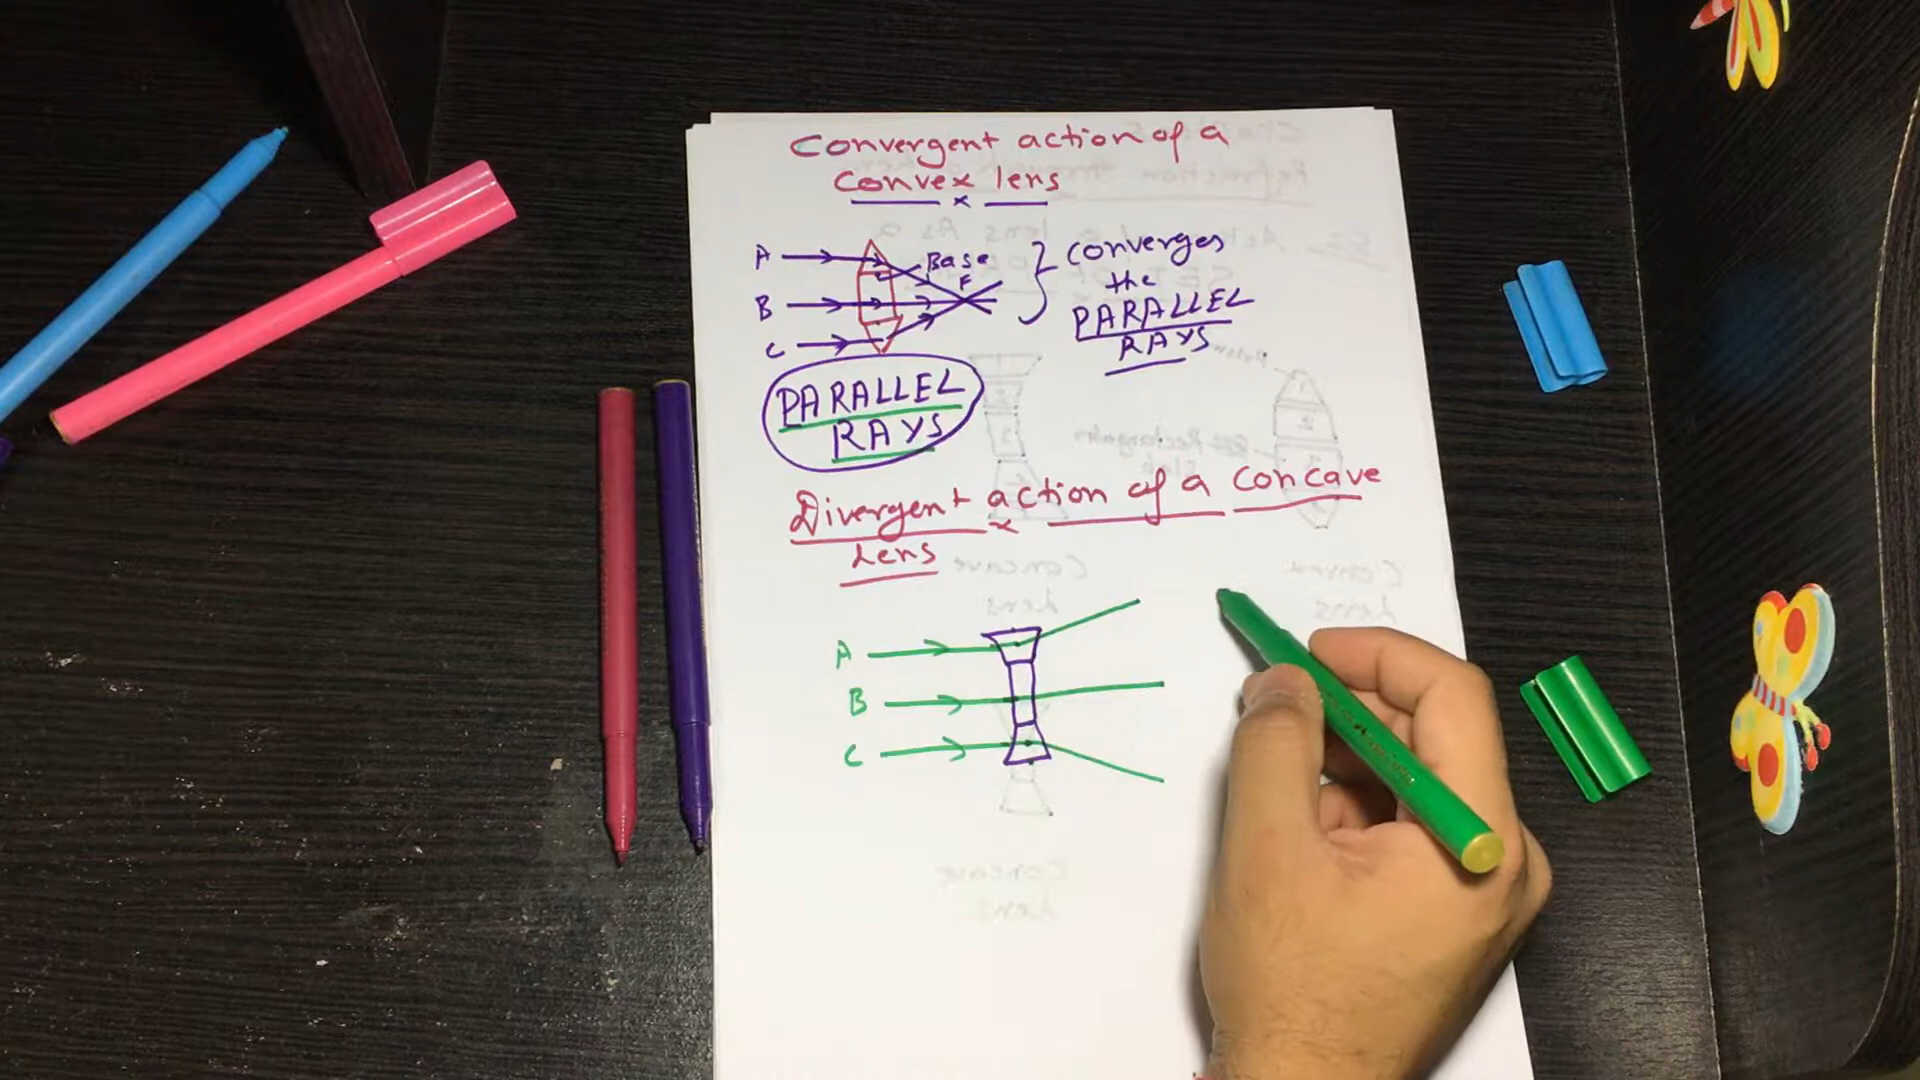 Convergent action of a
Convex lens
A
Base
F
B
C
} Converges
the
PARALLEL
RAYS
PARALLEL
RAYS
Divergent action of a Concave
Lens
A
B
C